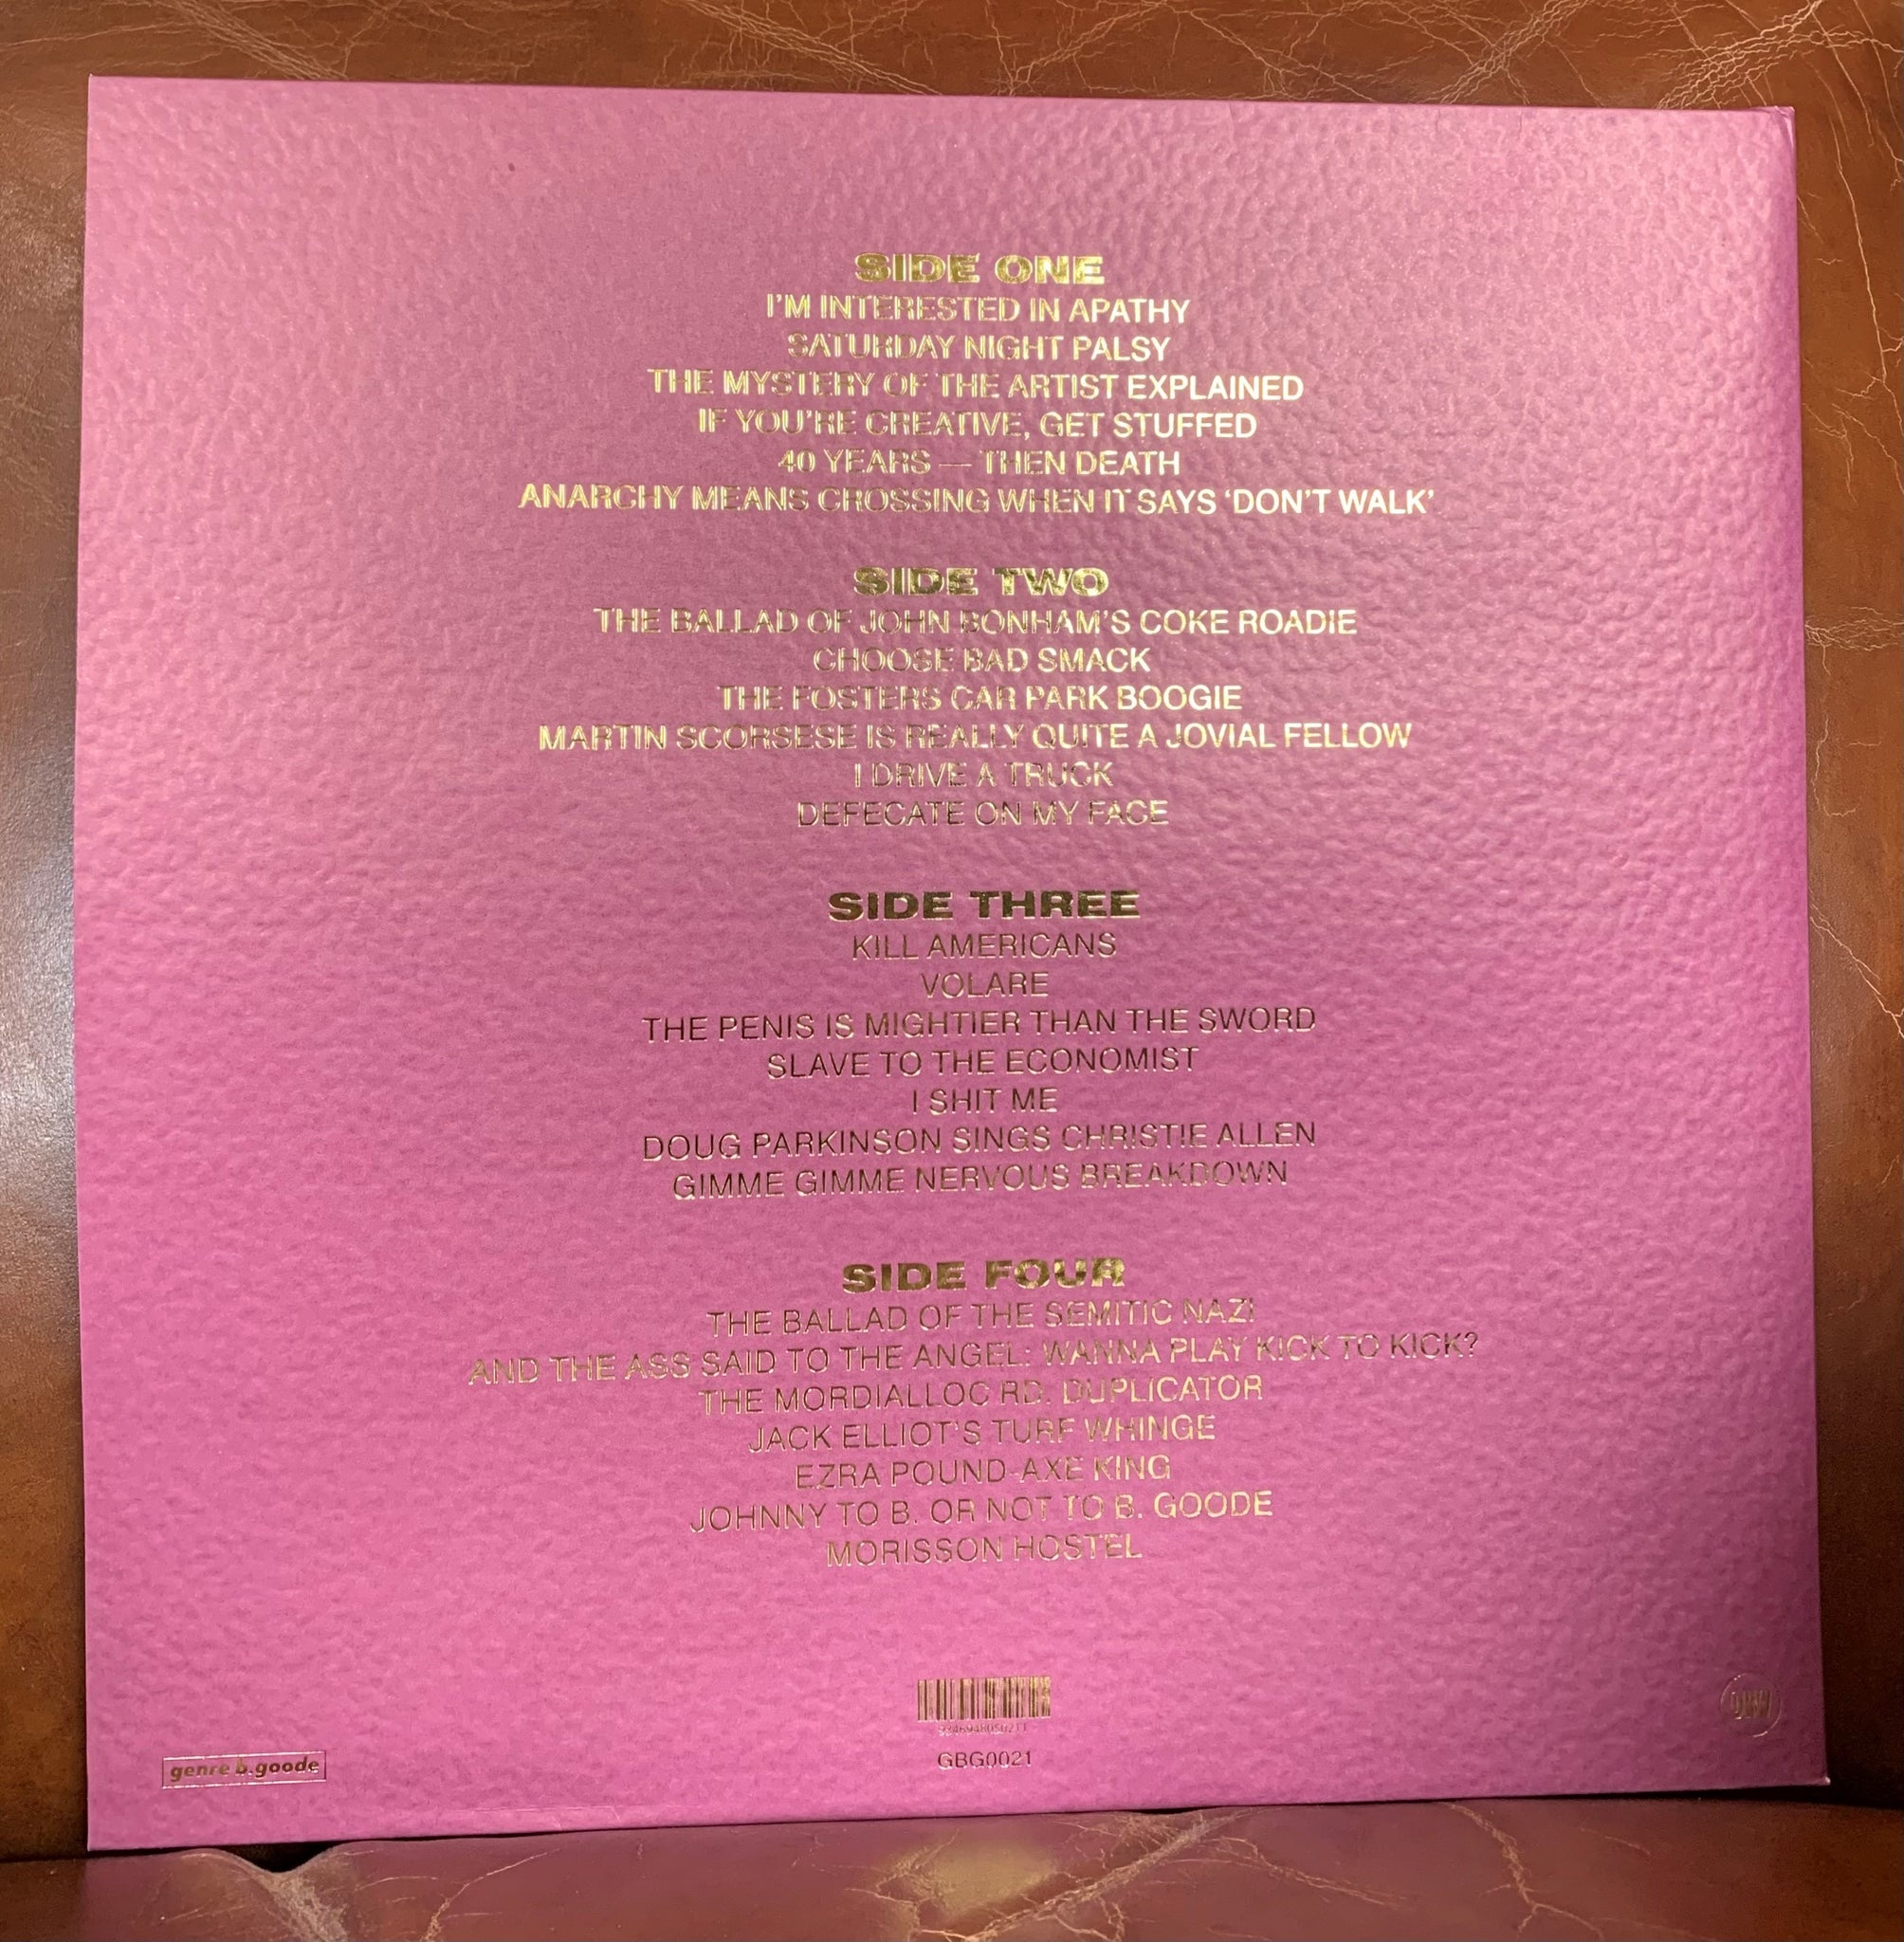 SIDE ONE
I'M INTERESTED IN APATHY
SATURDAY NIGHT PALSY
THE MYSTERY OF THE ARTIST EXPLAINED
IF YOU'RE CREATIVE, GET STUFFED
40 YEARS — THEN DEATH
ANARCHY MEANS CROSSING WHEN IT SAYS ‘DON'T WALK’
SIDE TWO
THE BALLAD OF JOHN BONHAM'S COKE ROADIE
CHOOSE BAD SMACK
THE FOSTERS CAR PARK BOOGIE
MARTIN SCORSESE IS REALLY QUITE A JOVIAL FELLOW
I DRIVE A TRUCK
DEFECATE ON MY FACE
SIDE THREE
KILL AMERICANS
VOLARE
THE PENIS IS MIGHTIER THAN THE SWORD
SLAVE TO THE ECONOMIST
I SHIT ME
DOUG PARKINSON SINGS CHRISTIE ALLEN
GIMME GIMME NERVOUS BREAKDOWN
SIDE FOUR
THE BALLAD OF THE SEMITIC NAZI
AND THE ASS SAID TO THE ANGEL: WANNA PLAY KICK TO KICK?
THE MORDIALLOC RD. DUPLICATOR
JACK ELLIOT'S TURF WHINGE
EZRA POUND-AXE KING
JOHNNY TO B. OR NOT TO B. GOODE
MORISSON HOSTEL
GBG0021
genre b.goode